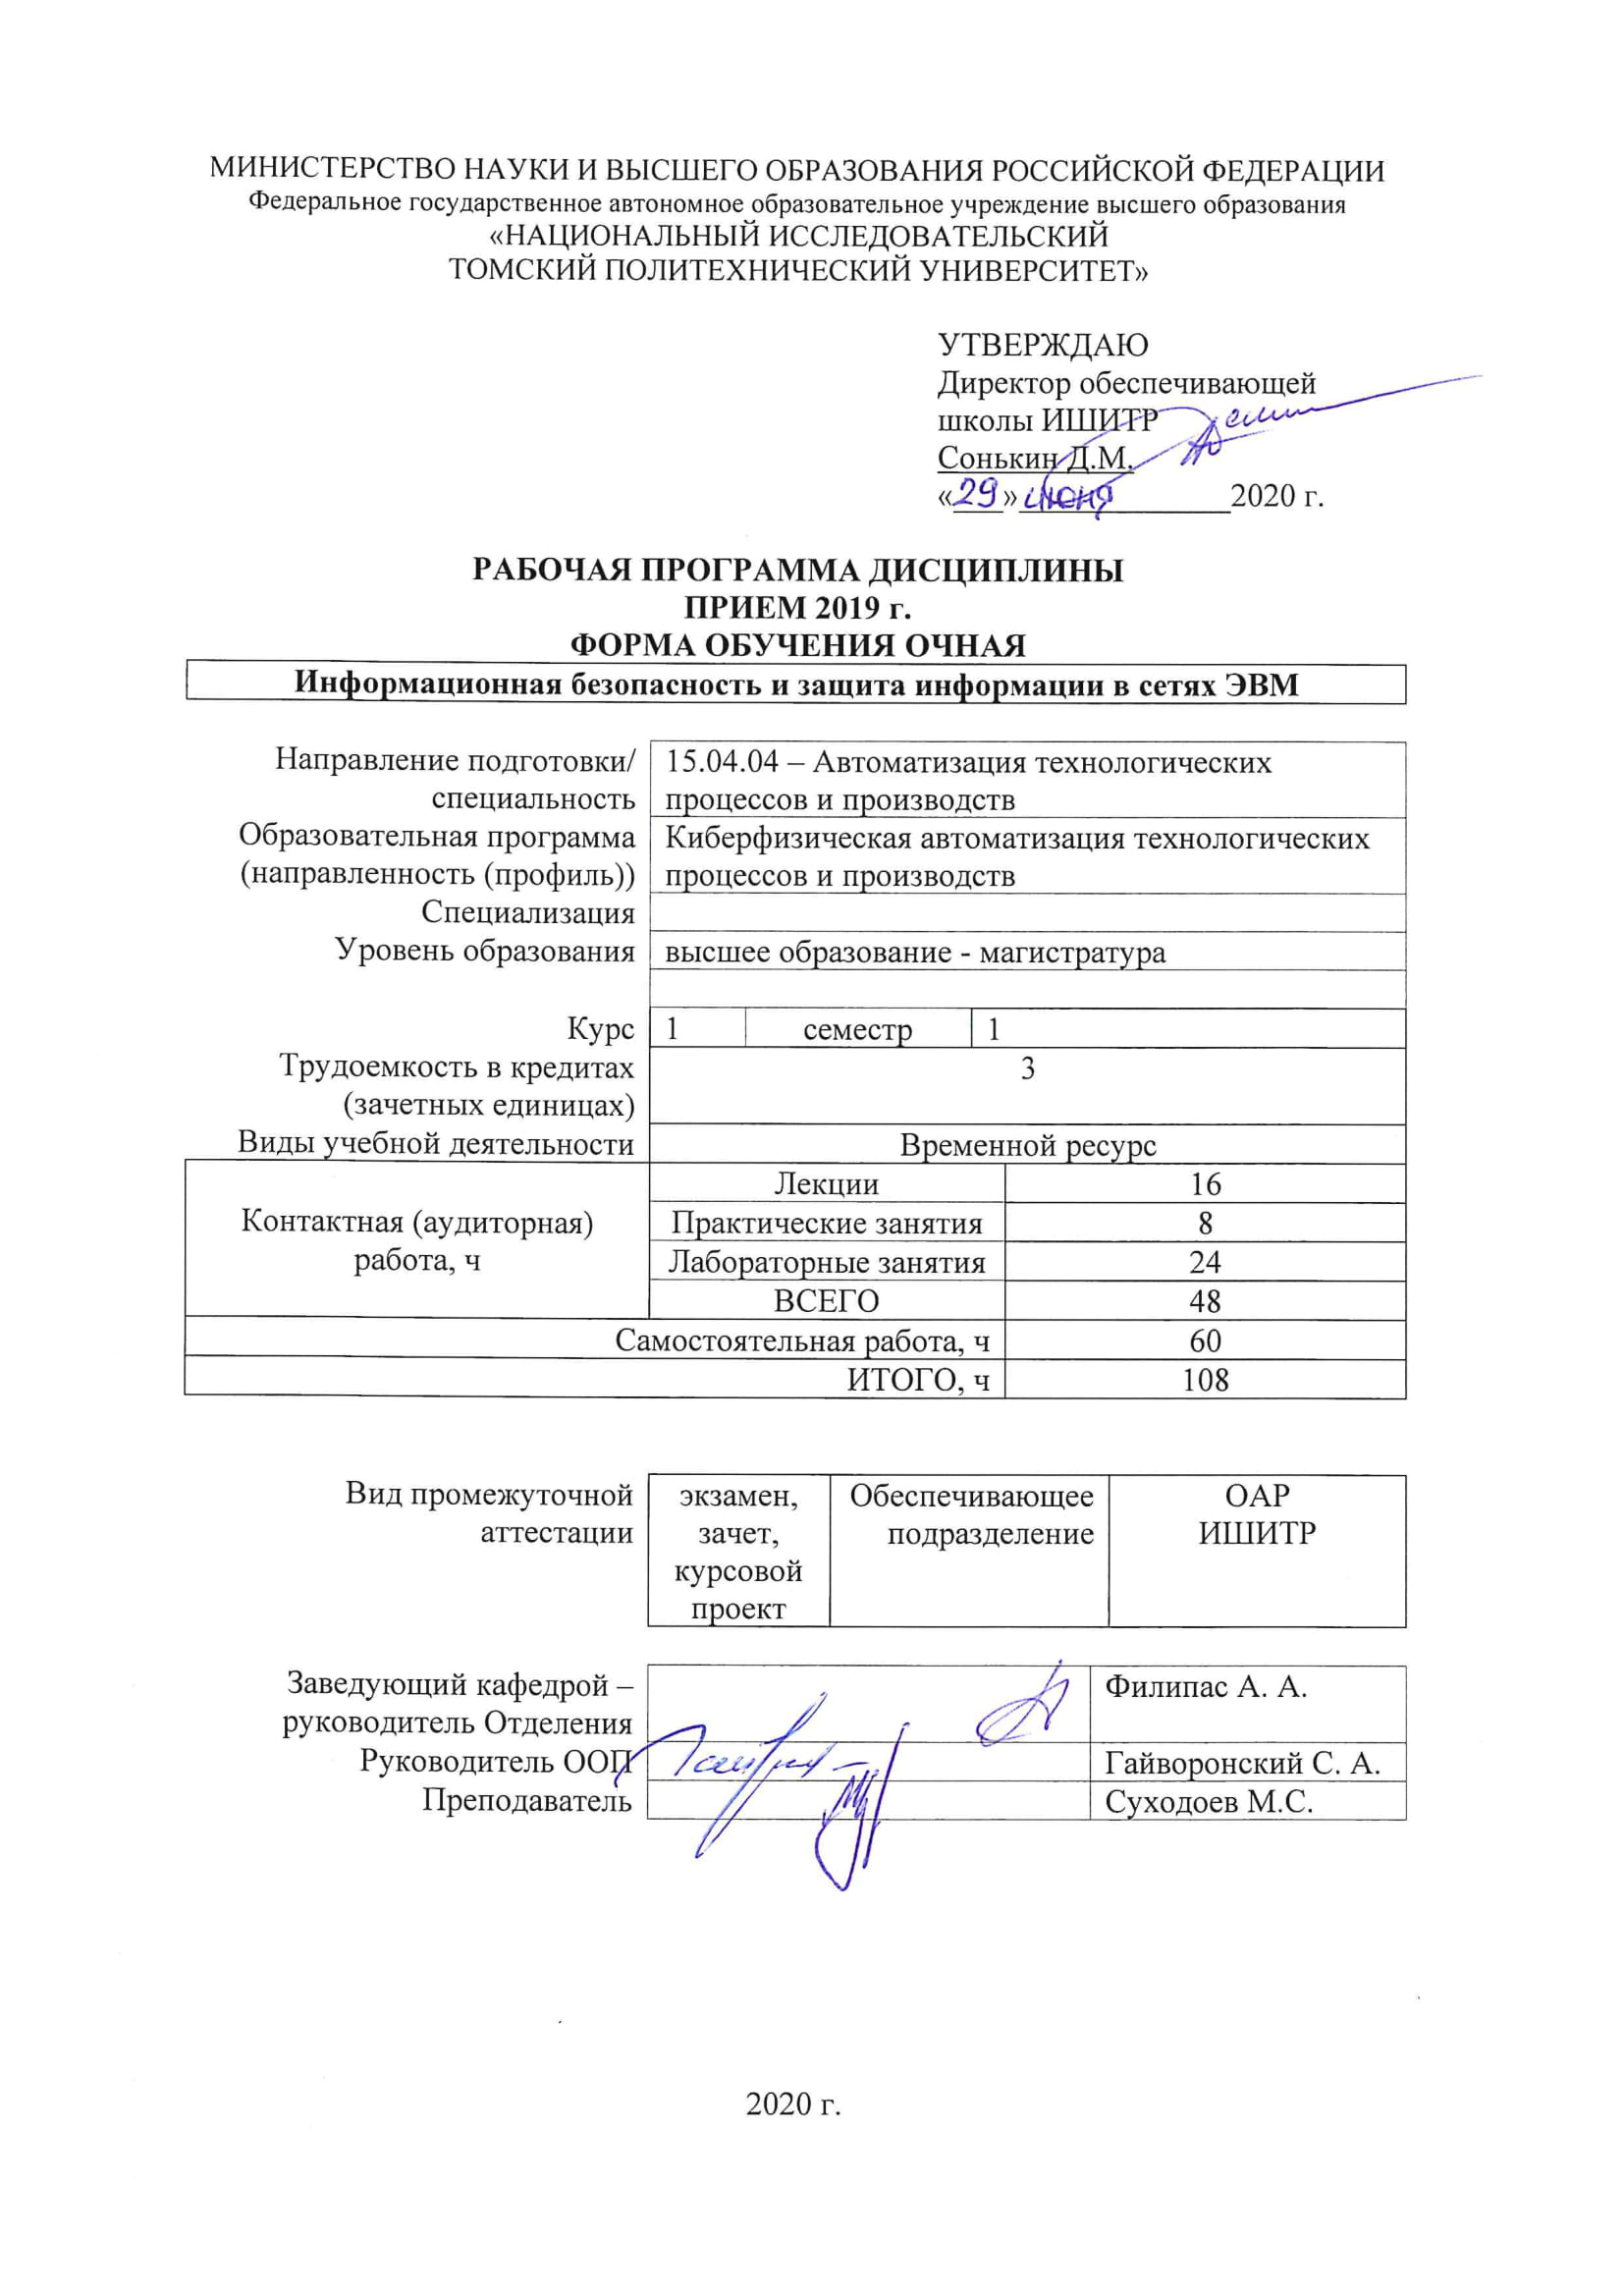 МИНИСТЕРСТВО НАУКИ И ВЫСШЕГО ОБРАЗОВАНИЯ РОССИЙСКОЙ ФЕДЕРАЦИИ
Федеральное государственное автономное образовательное учреждение высшего образования
«НАЦИОНАЛЬНЫЙ ИССЛЕДОВАТЕЛЬСКИЙ
ТОМСКИЙ ПОЛИТЕХНИЧЕСКИЙ УНИВЕРСИТЕТ»
УТВЕРЖДАЮ
Директор обеспечивающей
школы ИШИТР
Сонькин Д.М.
«29» июня 2020 г.
РАБОЧАЯ ПРОГРАММА ДИСЦИПЛИНЫ
ПРИЕМ 2019 г.
ФОРМА ОБУЧЕНИЯ ОЧНАЯ
Информационная безопасность и защита информации в сетях ЭВМ
Направление подготовки/ 15.04.04 – Автоматизация технологических
специальность процессов и производств
Образовательная программа Киберфизическая автоматизация технологических
(направленность (профиль)) процессов и производств
Специализация
Уровень образования высшее образование - магистратура
Курс 1 семестр 1
Трудоемкость в кредитах 3
(зачетных единицах)
Виды учебной деятельности Временной ресурс
Лекции 16
Контактная (аудиторная) Практические занятия 8
работа, ч Лабораторные занятия 24
ВСЕГО 48
Самостоятельная работа, ч 60
ИТОГО, ч 108
Вид промежуточной экзамен, Обеспечивающее ОАР
аттестации зачет, подразделение ИШИТР
курсовой
проект
Заведующий кафедрой – Филипас А. А.
руководитель Отделения
Руководитель ООП Гайворонский С. А.
Преподаватель Суходоев М.С.
2020 г.